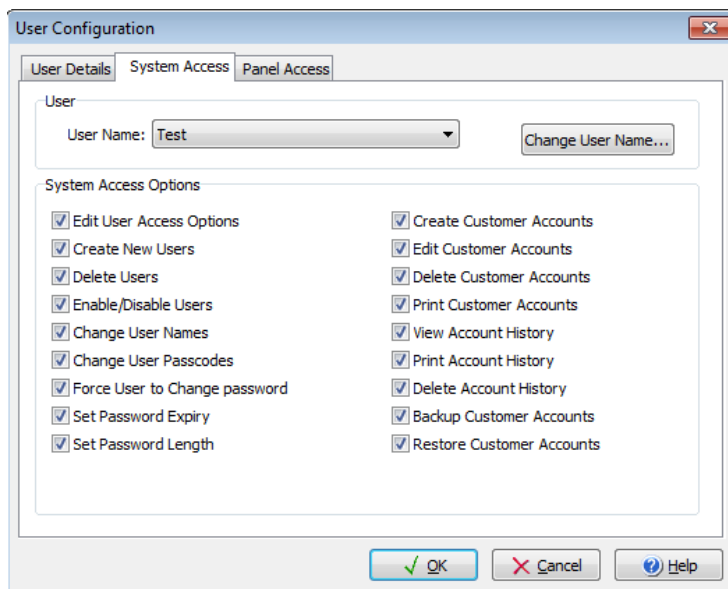 User Configuration
User Details System Access Panel Access
User
User Name: Test Change User Name...
System Access Options
Edit User Access Options
Create New Users
Delete Users
Enable/Disable Users
Change User Names
Change User Passcodes
Force User to Change password
Set Password Expiry
Set Password Length
Create Customer Accounts
Edit Customer Accounts
Delete Customer Accounts
Print Customer Accounts
View Account History
Print Account History
Delete Account History
Backup Customer Accounts
Restore Customer Accounts
OK Cancel Help